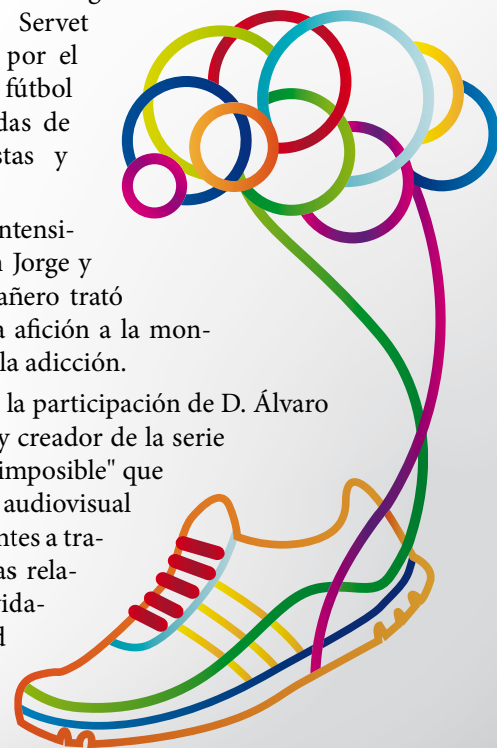 Servet
por el
fútbol
das de
stas y
ntensi-
n Jorge y
añero trató
a afición a la mon-
la adicción.
la participación de D. Álvaro
y creador de la serie
imposible" que
audiovisual
ntes a tra-
as rela-
vida-
d